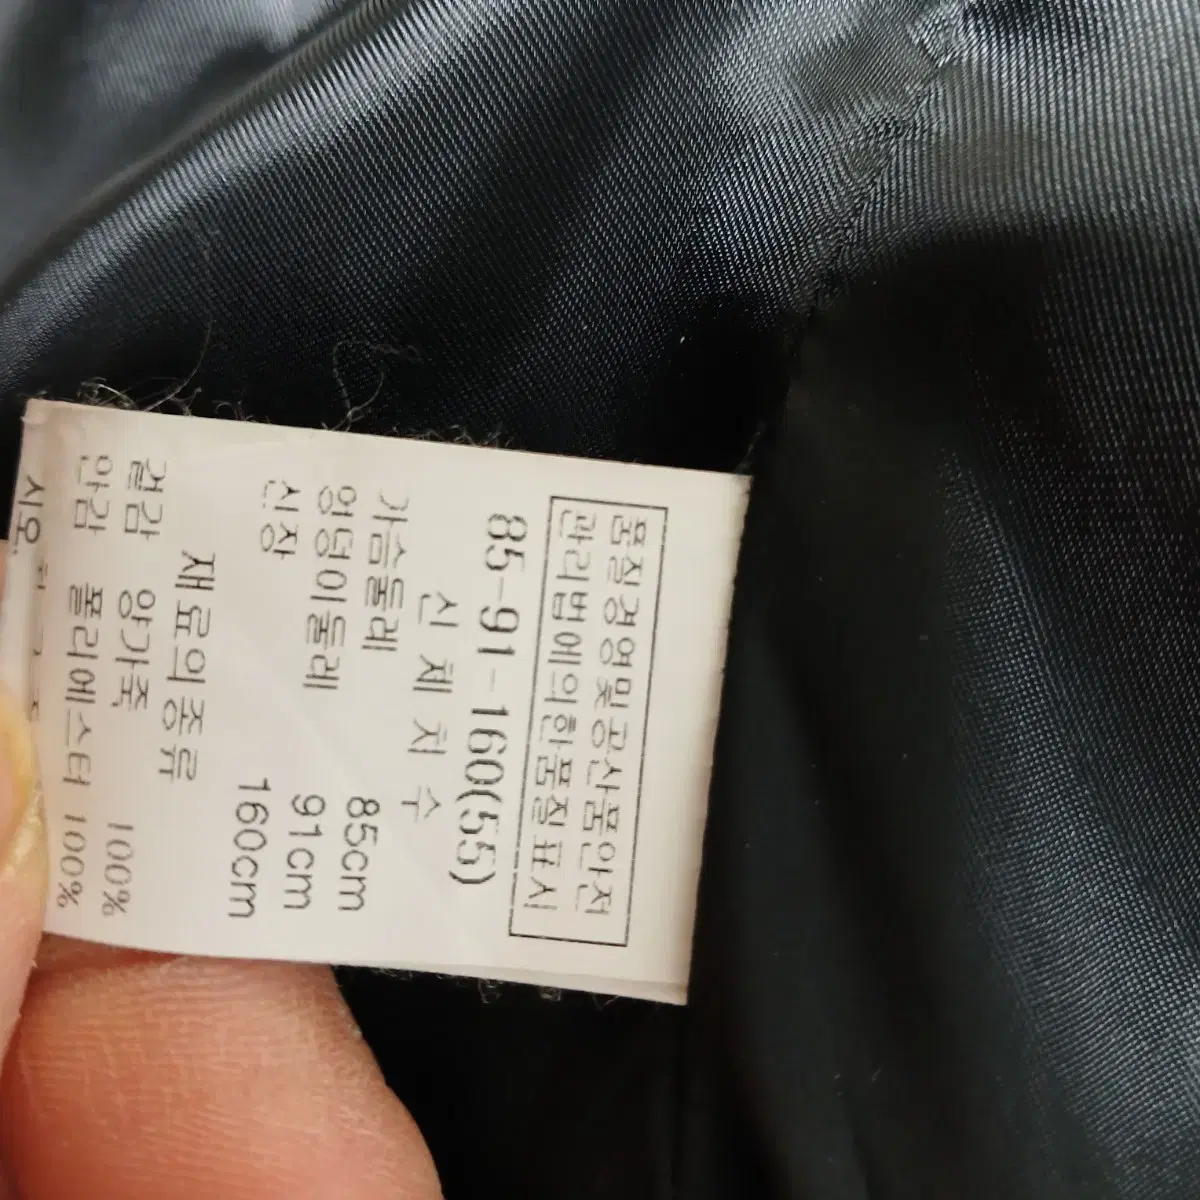 품질경영및공산품안전
관리법에의한품질표시
85-91-160(55)
신 체 치 수
가슴둘레 85cm
엉덩이둘레 91cm
신장 160cm
재료의종류
겉감 양가죽 100%
안감 폴리에스터 100%